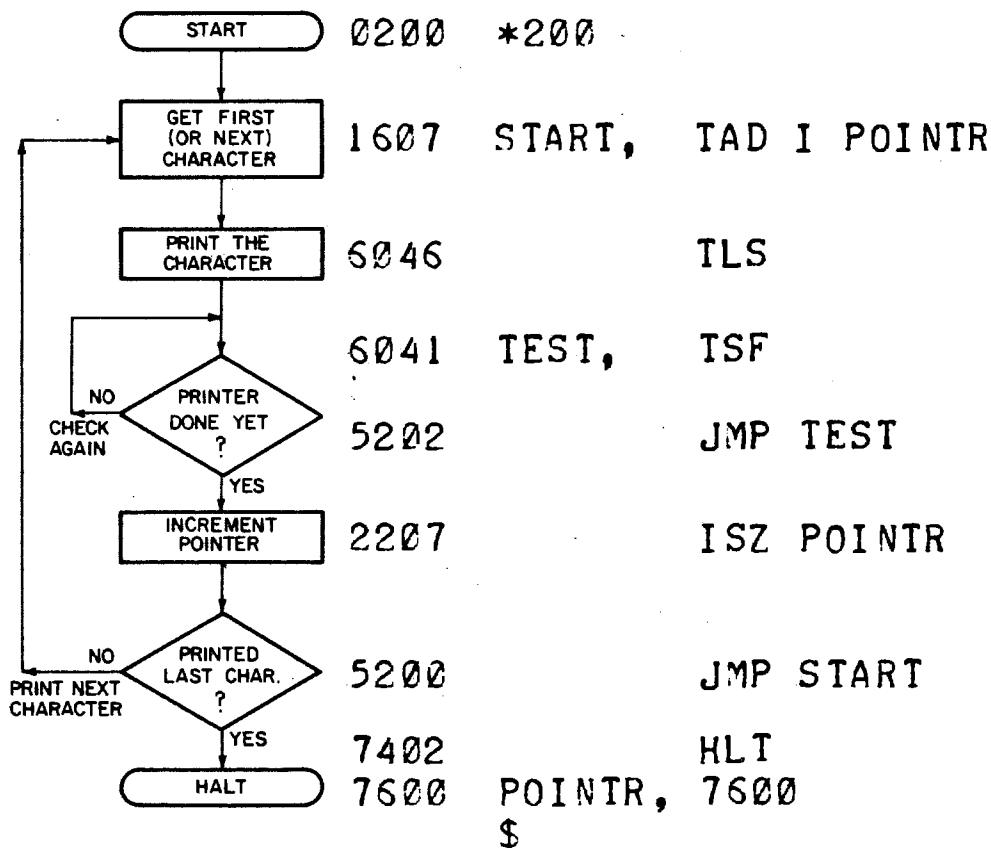 START 0200 *200
GET FIRST
(OR NEXT)
CHARACTER
1607 START, TAD I POINTR
PRINT THE
CHARACTER
6046 TLS
6041 TEST, TSF
NO
CHECK
AGAIN
PRINTER
DONE YET
?
5202 JMP TEST
YES
INCREMENT
POINTER
2207 ISZ POINTR
NO
PRINT NEXT
CHARACTER
PRINTED
LAST CHAR.
?
5200 JMP START
YES
7402 HLT
HALT 7600 POINTR, 7600
$